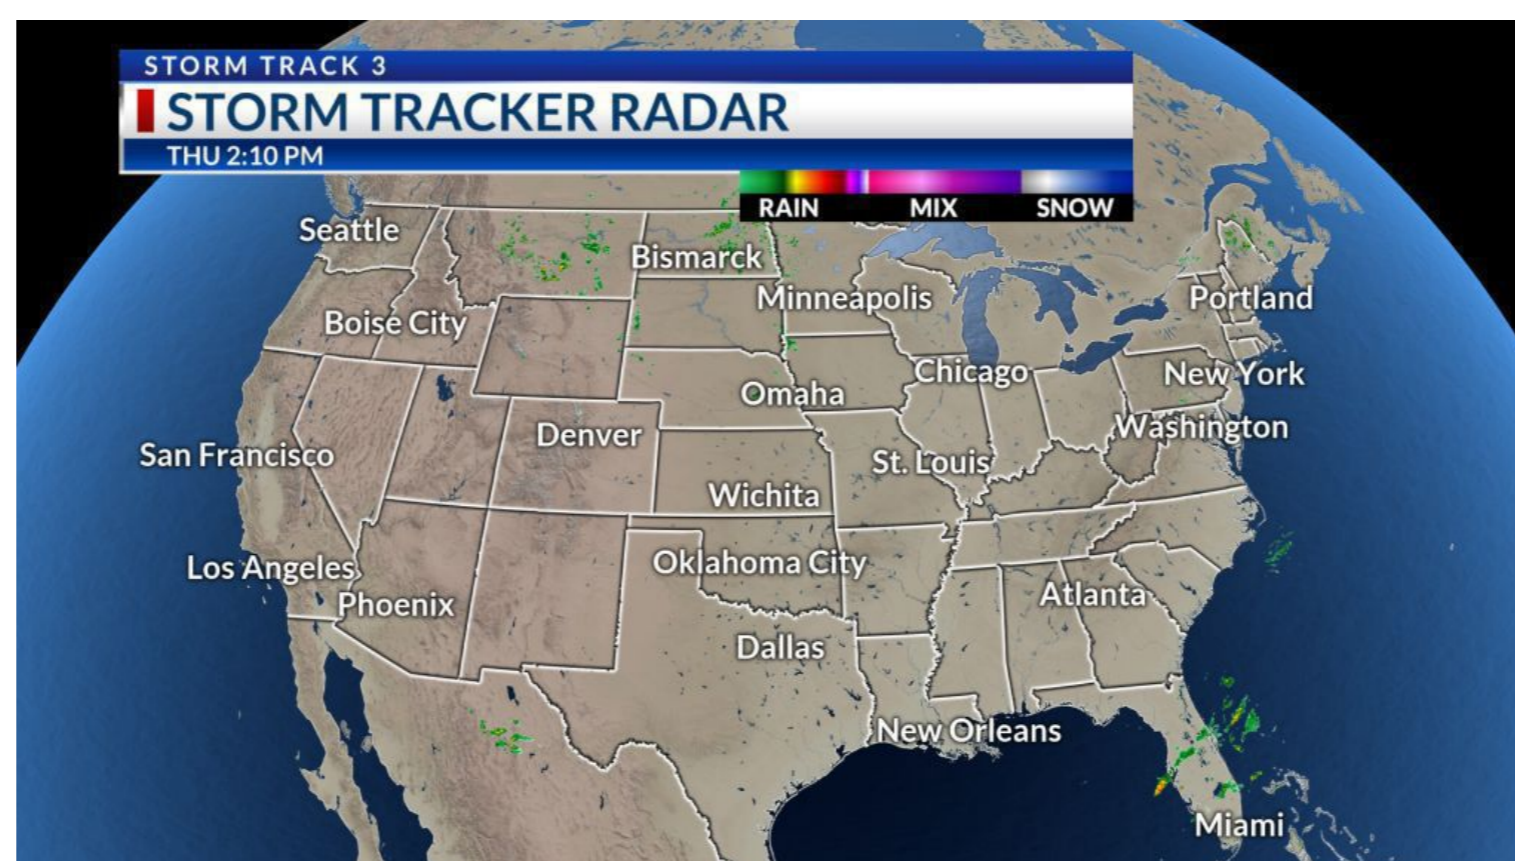 STORM TRACK 3
STORM TRACKER RADAR
THU 2:10 PM
RAIN MIX SNOW
Seattle
Bismarck
Minneapolis
Portland
Boise City
Chicago
New York
Omaha
Washington
Denver
San Francisco
St. Louis
Wichita
Oklahoma City
Los Angeles
Atlanta
Phoenix
Dallas
New Orleans
Miami